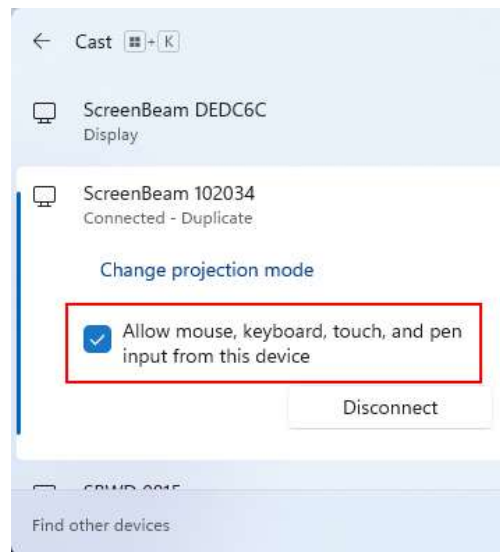 Cast + K
ScreenBeam DEDC6C
Display
ScreenBeam 102034
Connected - Duplicate
Change projection mode
Allow mouse, keyboard, touch, and pen
input from this device
Disconnect
Find other devices